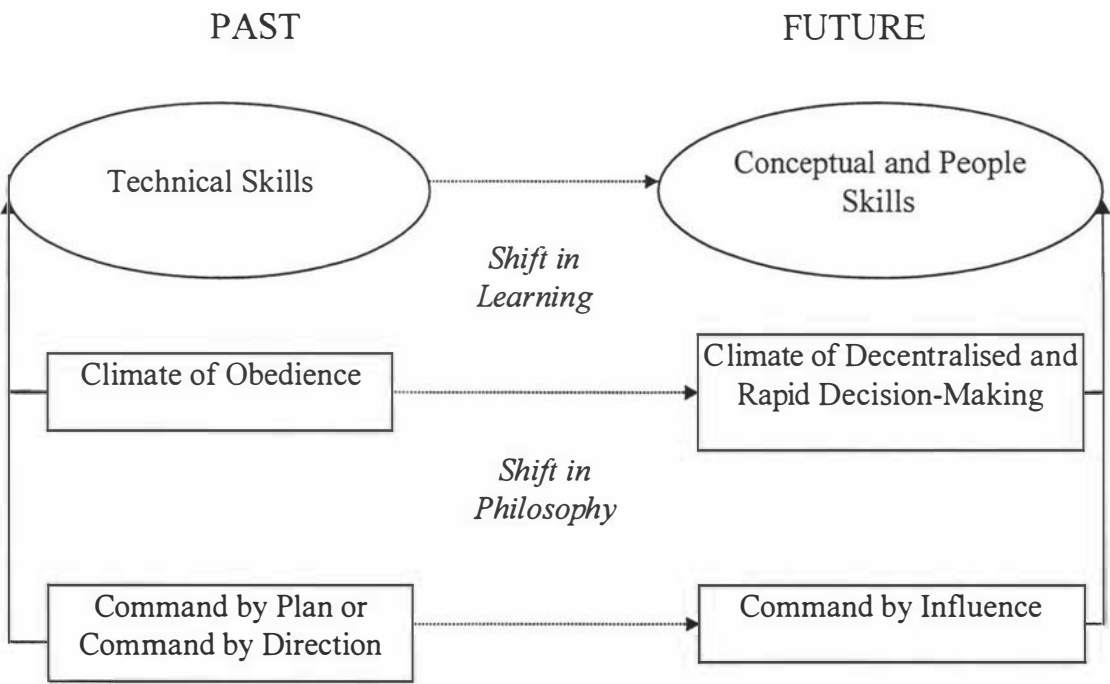 PAST
FUTURE
Technical Skills
Conceptual and People
Skills
Shift in
Learning
Climate of Obedience
Climate of Decentralised and
Rapid Decision-Making
Shift in
Philosophy
Command by Plan or
Command by Direction
Command by Influence